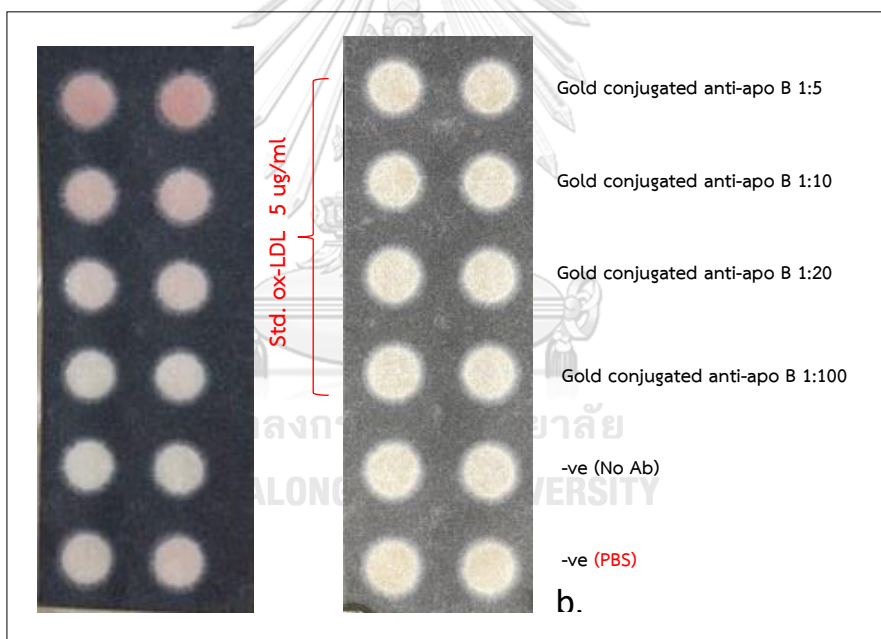 Gold conjugated anti-apo B 1:5
Gold conjugated anti-apo B 1:10
Std. ox-LDL 5 ug/ml
Gold conjugated anti-apo B 1:20
Gold conjugated anti-apo B 1:100
-ve (No Ab)
-ve (PBS)
b.